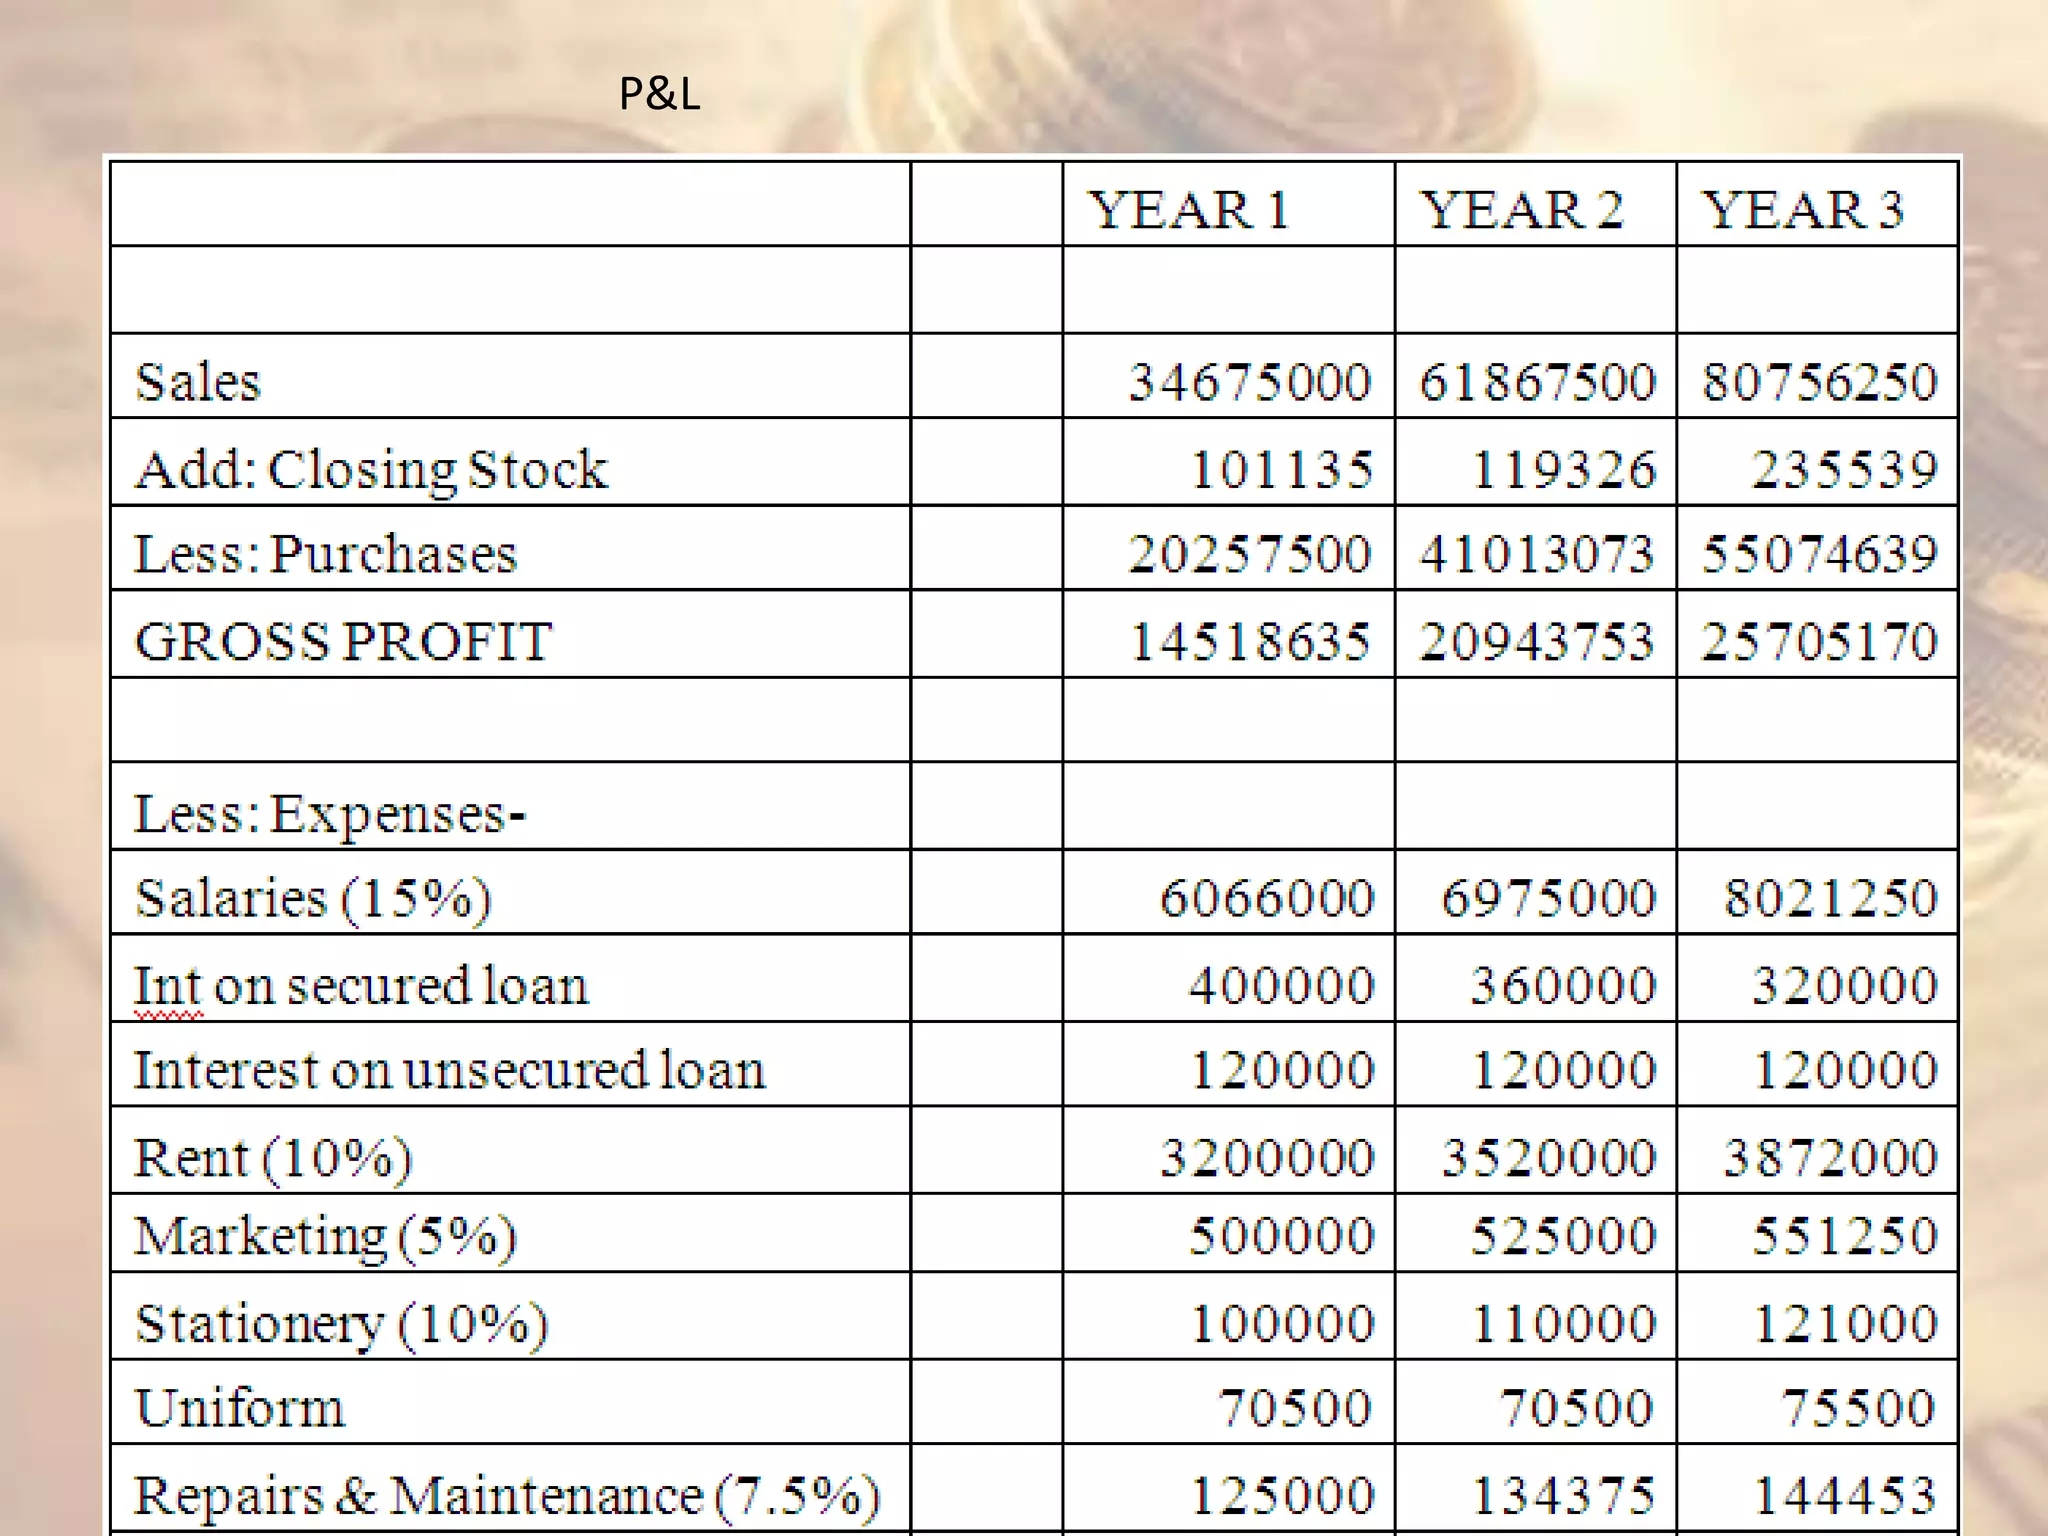 P&L
YEAR 1 YEAR 2 YEAR 3
Sales 34675000 61867500 80756250
Add: Closing Stock 101135 119326 235539
Less: Purchases 20257500 41013073 55074639
GROSS PROFIT 14518635 20943753 25705170
Less: Expenses-
Salaries (15%) 6066000 6975000 8021250
Int on secured loan 400000 360000 320000
Interest on unsecured loan 120000 120000 120000
Rent (10%) 3200000 3520000 3872000
Marketing (5%) 500000 525000 551250
Stationery (10%) 100000 110000 121000
Uniform 70500 70500 75500
Repairs & Maintenance (7.5%) 125000 134375 144453